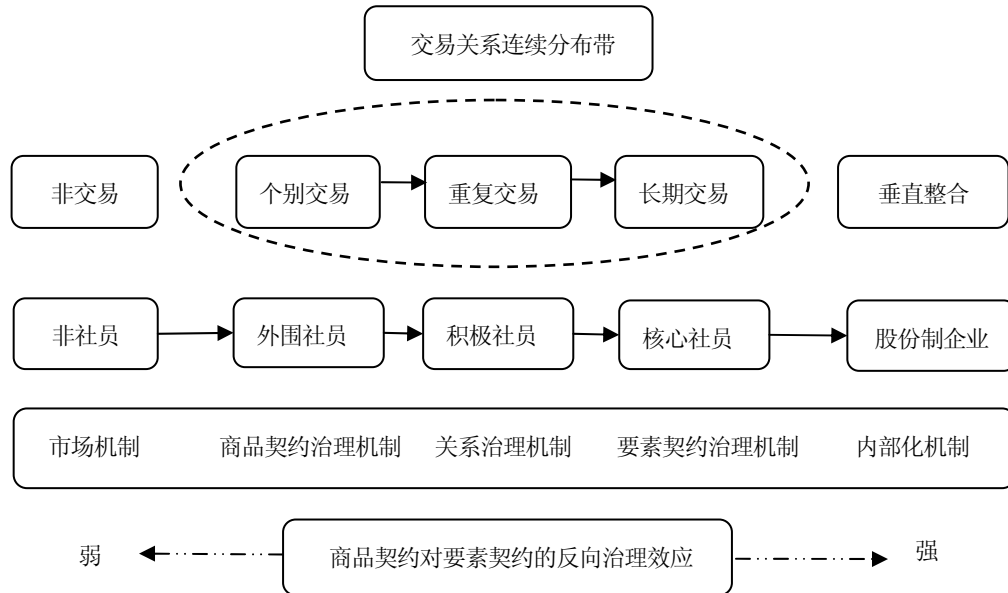 交易关系连续分布带
非交易 个别交易 重复交易 长期交易 垂直整合
非社员 外围社员 积极社员 核心社员 股份制企业
市场机制 商品契约治理机制 关系治理机制 要素契约治理机制 内部化机制
弱 商品契约对要素契约的反向治理效应 强